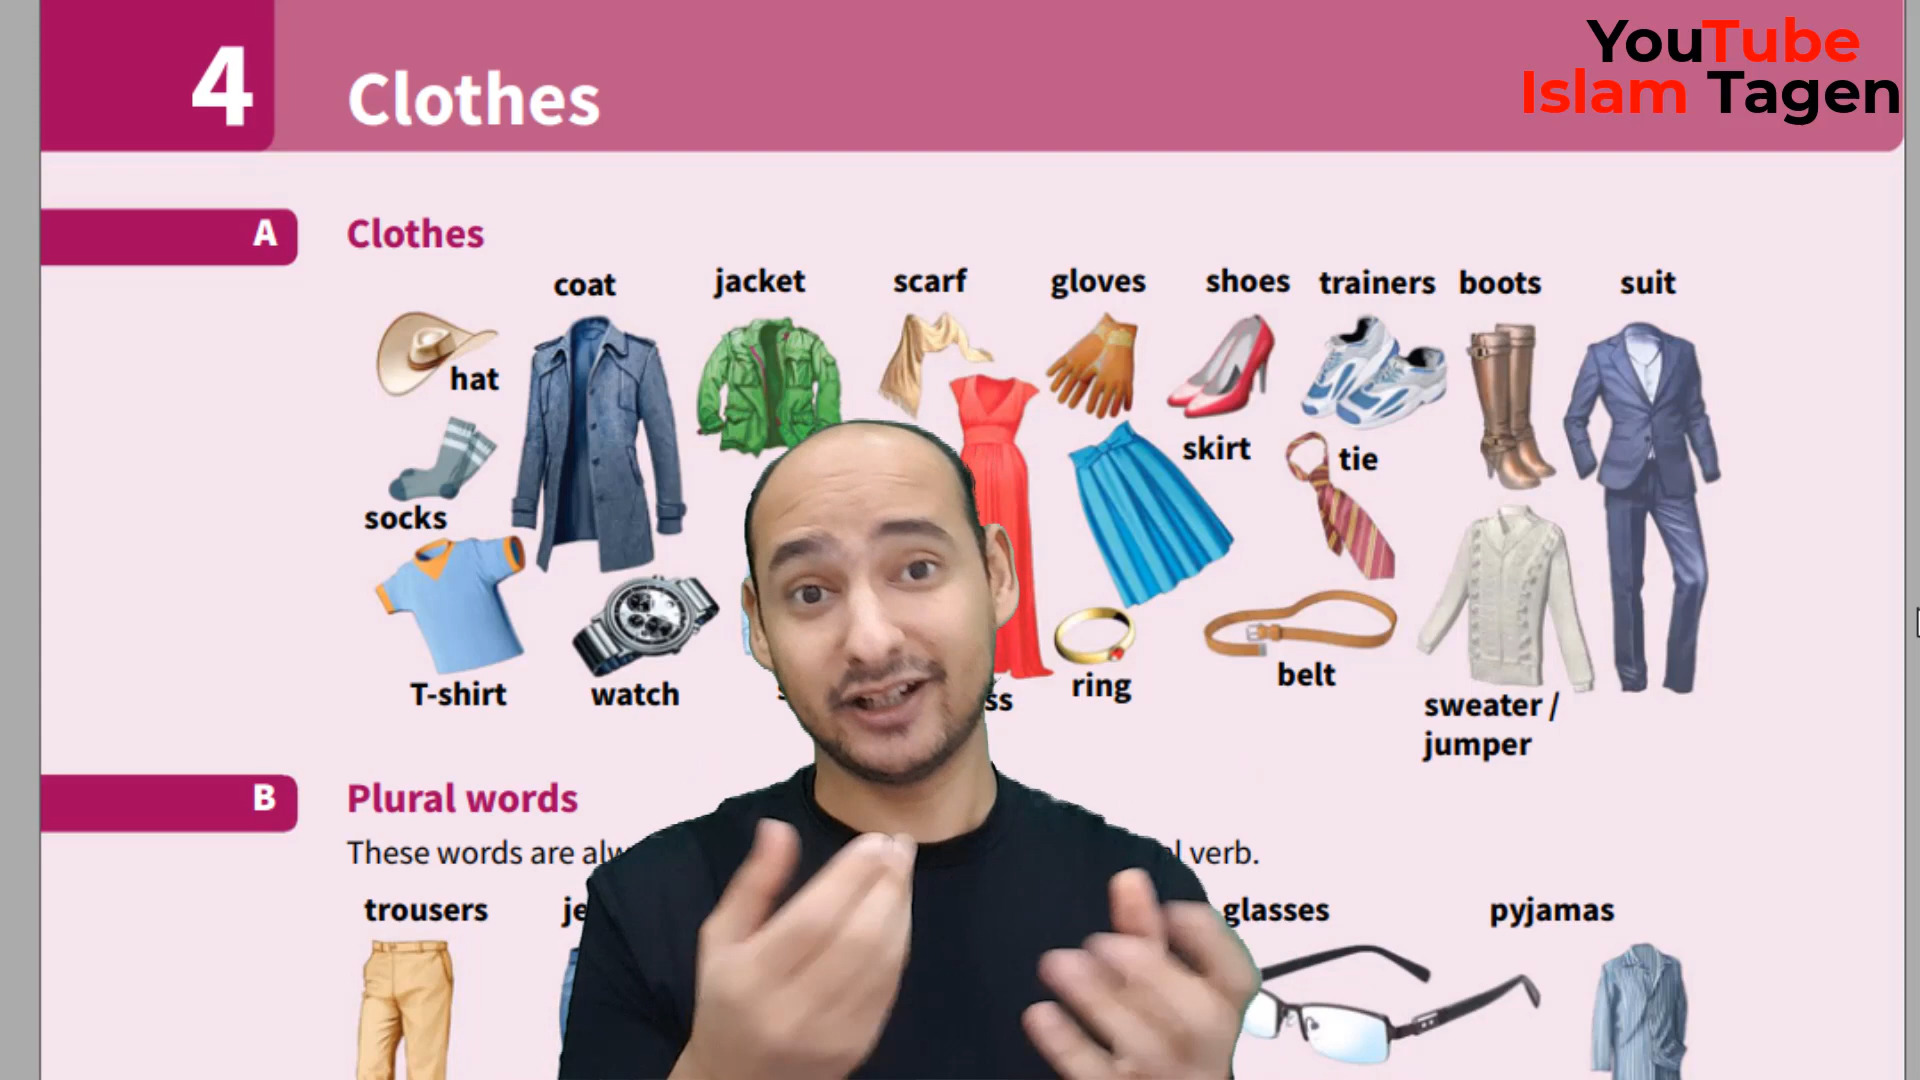 YouTube
Islam Tagen
4 Clothes
A Clothes
coat jacket scarf gloves shoes trainers boots suit
hat
skirt tie
socks
T-shirt watch ring belt
sweater /
jumper
B Plural words
These words are verb.
trousers glasses pyjamas